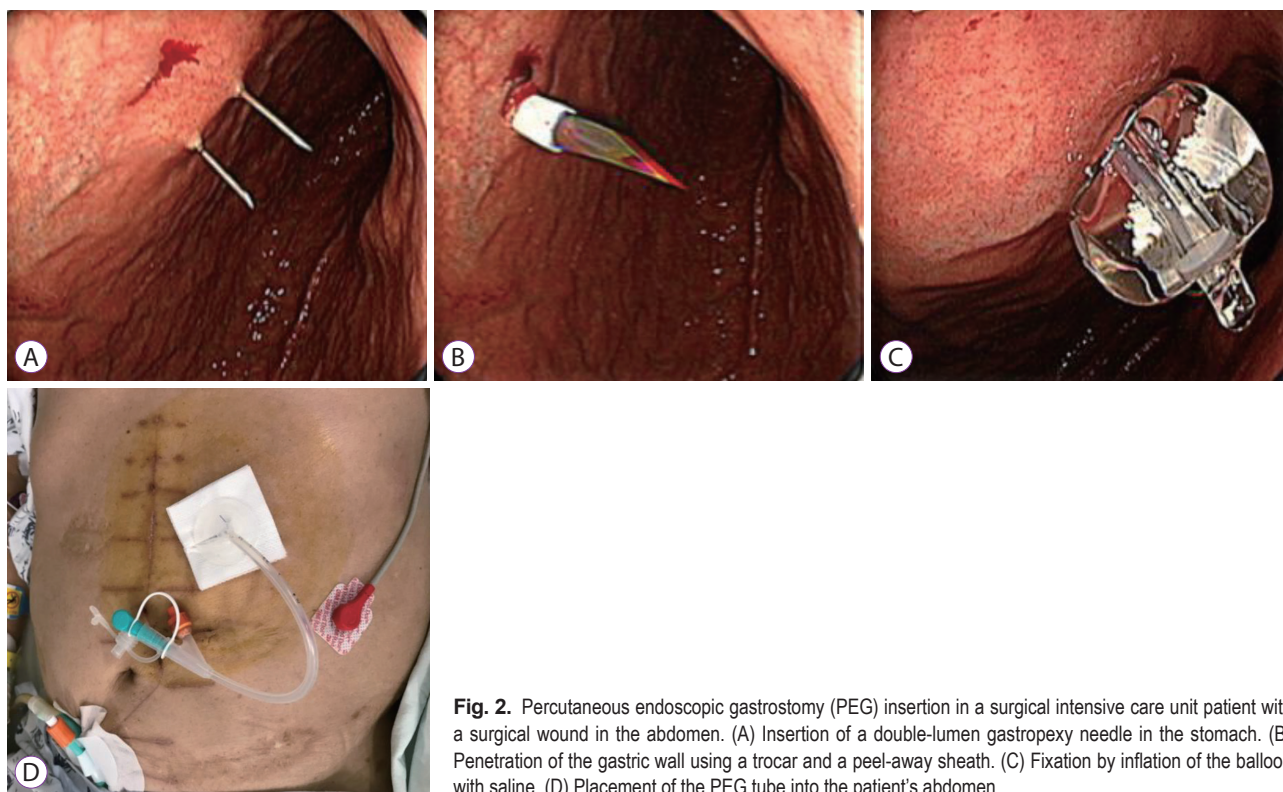 A
B
C
D
Fig. 2. Percutaneous endoscopic gastrostomy (PEG) insertion in a surgical intensive care unit patient wit
a surgical wound in the abdomen. (A) Insertion of a double-lumen gastropexy needle in the stomach. (B
Penetration of the gastric wall using a trocar and a peel-away sheath. (C) Fixation by inflation of the balloo
with saline. (D) Placement of the PEG tube into the patient's abdomen.